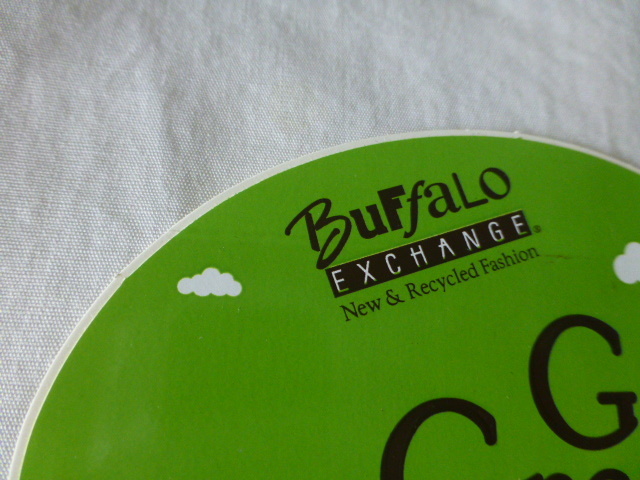 Buffalo
EXCHANGE®
New & Recycled Fashion
G